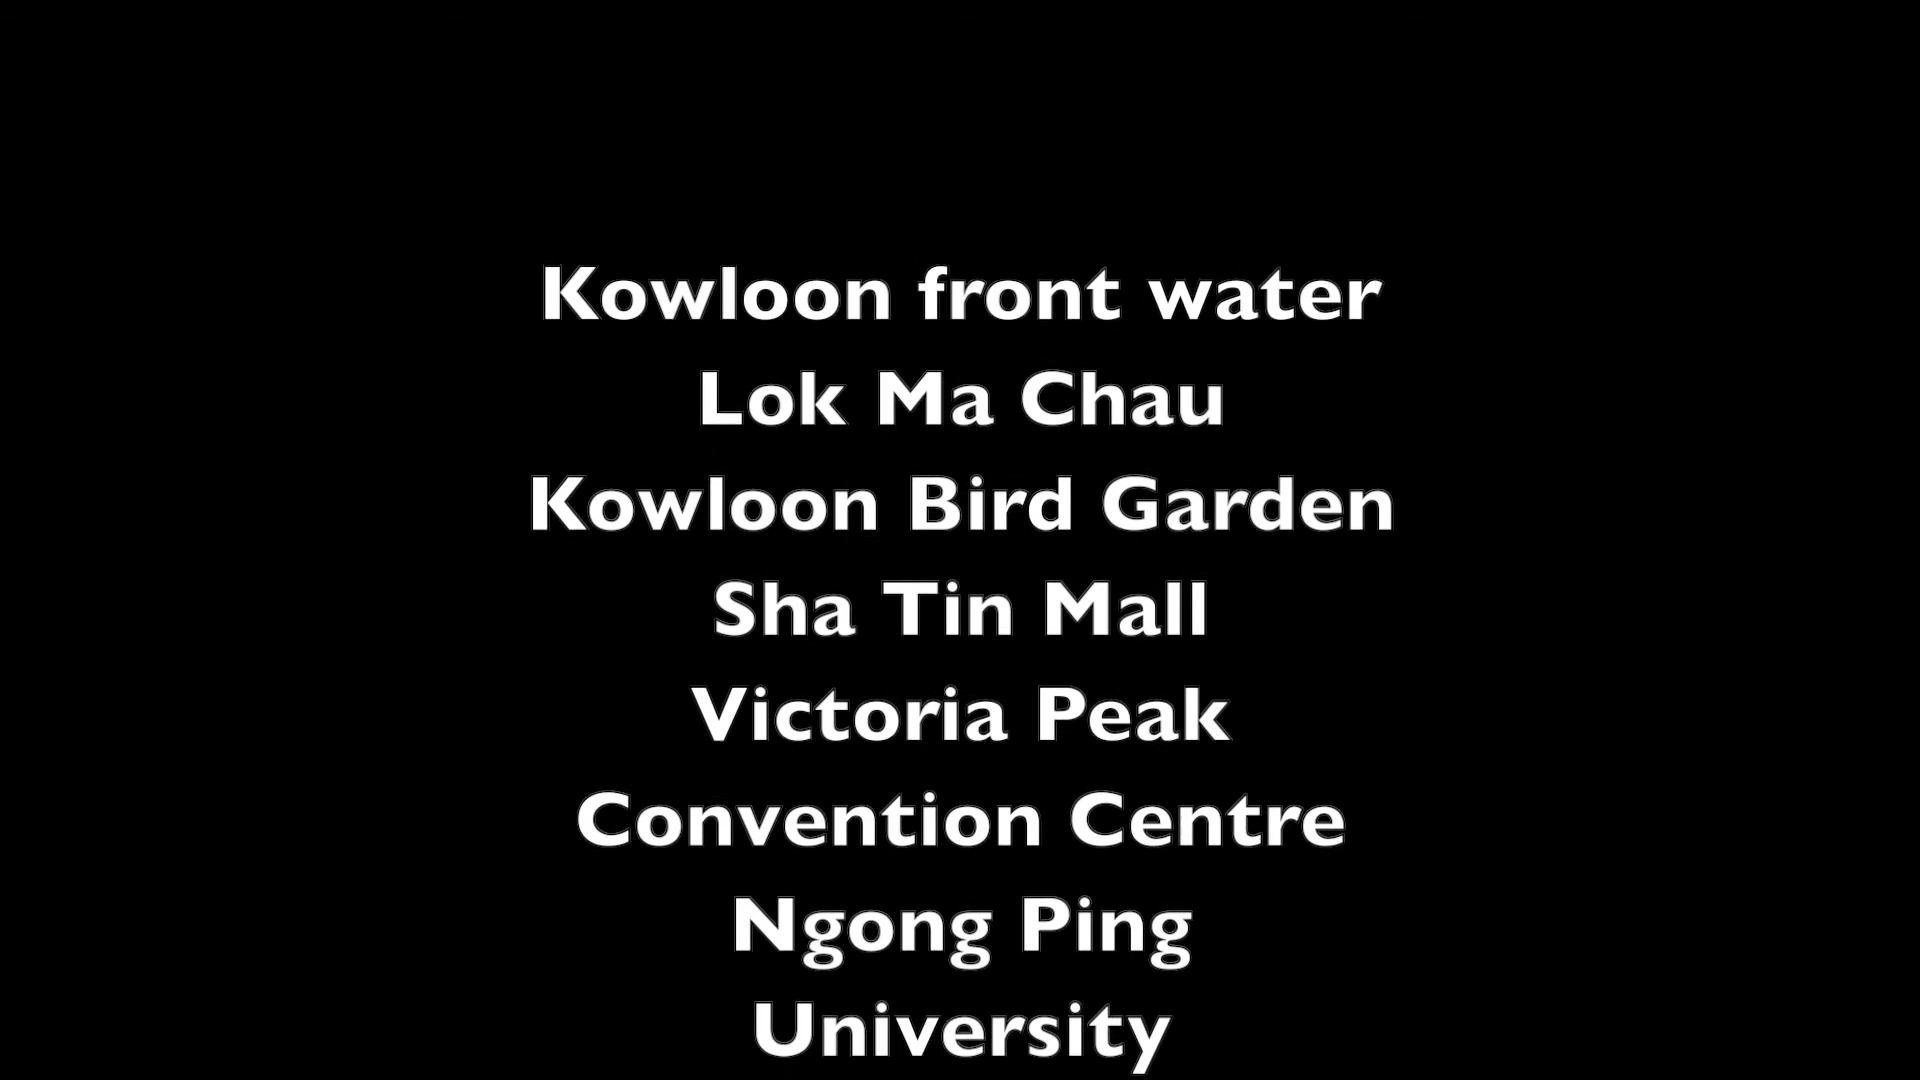 Kowloon front water
Lok Ma Chau
Kowloon Bird Garden
Sha Tin Mall
Victoria Peak
Convention Centre
Ngong Ping
University